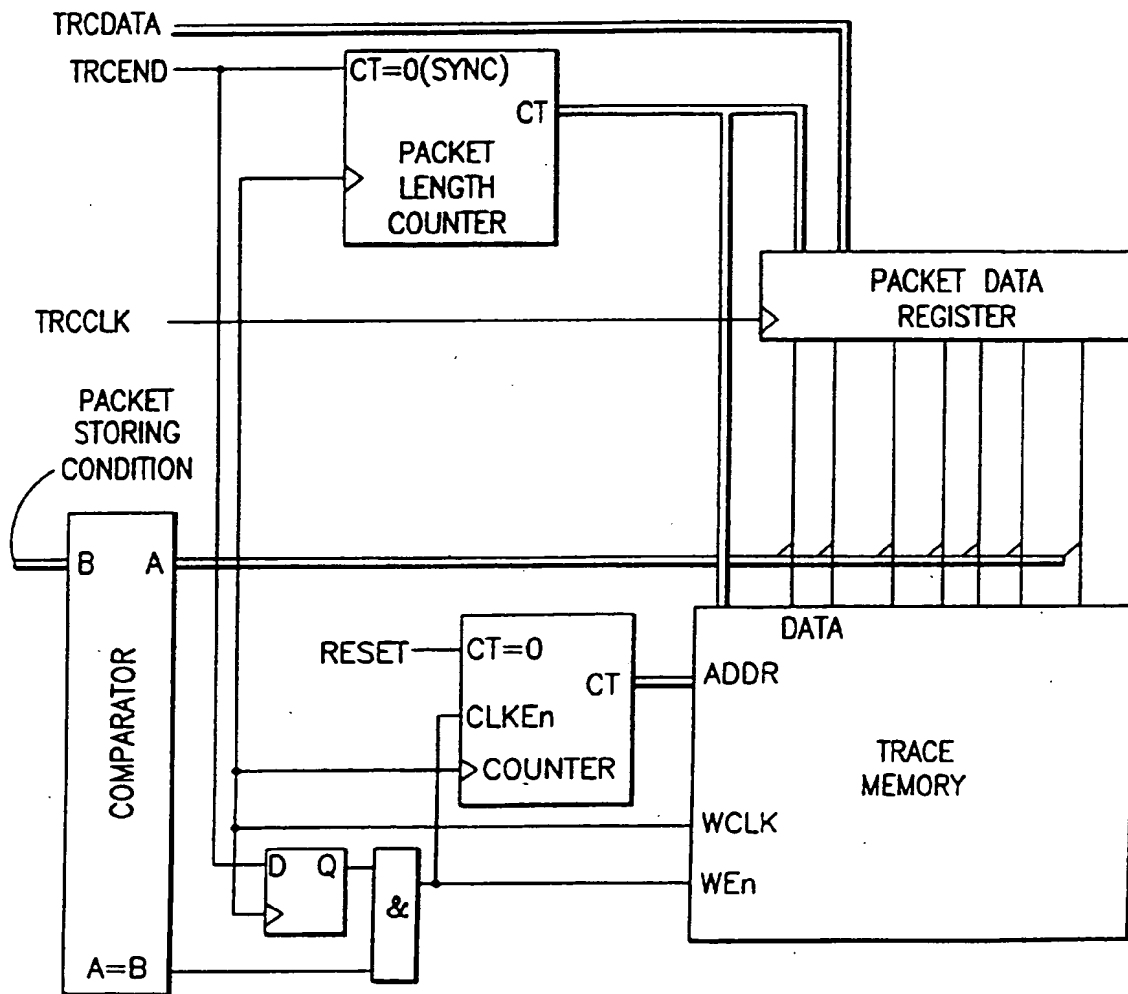 TRCDATA
TRCEND
CT=0(SYNC)
CT
PACKET
LENGTH
COUNTER
PACKET DATA
REGISTER
TRCCLK
PACKET
STORING
CONDITION
B
A
COMPARATOR
A=B
RESET
CT=0
CT
CLKEn
COUNTER
DATA
ADDR
TRACE
MEMORY
WCLK
WEn
D
Q
&